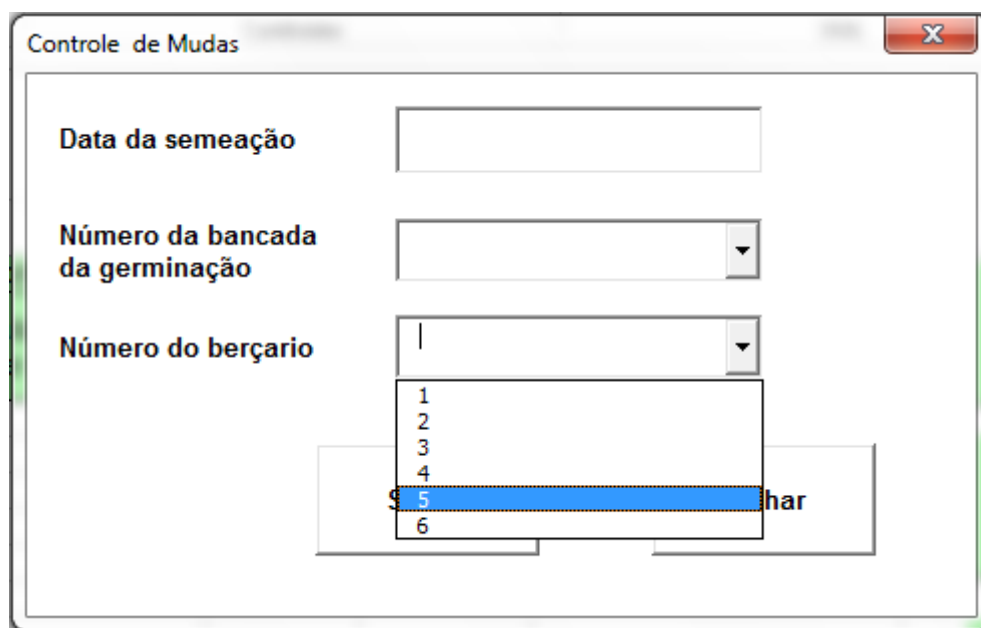 Controle de Mudas
Data da semeação
Número da bancada
da germinação
Número do berçario
1
2
3
4
5
6
S
har